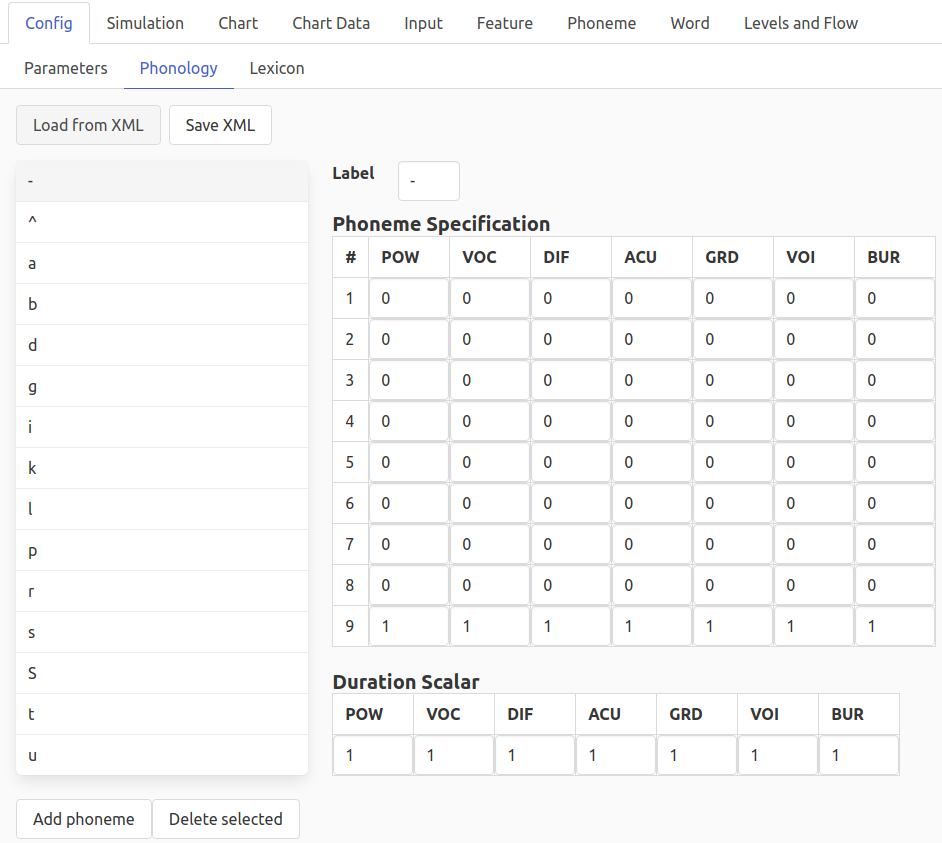 Config Simulation Chart Chart Data Input Feature Phoneme Word Levels and Flow
Parameters Phonology Lexicon
Load from XML Save XML
-
^
a
b
d
g
i
k
l
p
r
s
S
t
u
Add phoneme Delete selected
Label -
Phoneme Specification
# POW VOC DIF ACU GRD VOI BUR
1 0 0 0 0 0 0 0
2 0 0 0 0 0 0 0
3 0 0 0 0 0 0 0
4 0 0 0 0 0 0 0
5 0 0 0 0 0 0 0
6 0 0 0 0 0 0 0
7 0 0 0 0 0 0 0
8 0 0 0 0 0 0 0
9 1 1 1 1 1 1 1
Duration Scalar
POW VOC DIF ACU GRD VOI BUR
1 1 1 1 1 1 1